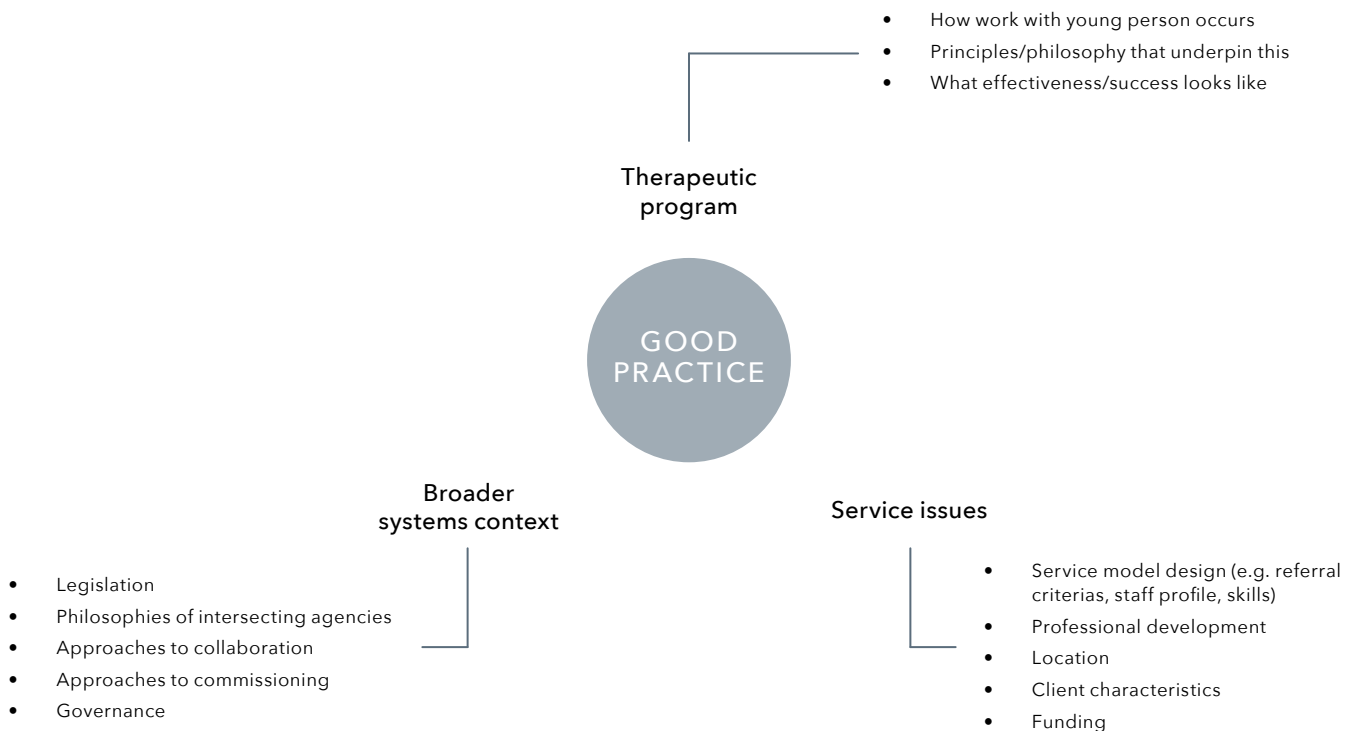 • How work with young person occurs
• Principles/philosophy that underpin this
• What effectiveness/success looks like
Therapeutic
program
GOOD
PRACTICE
Broader
systems context
• Legislation
• Philosophies of intersecting agencies
• Approaches to collaboration
• Approaches to commissioning
• Governance
Service issues
• Service model design (e.g. referral
criterias, staff profile, skills)
• Professional development
• Location
• Client characteristics
• Funding